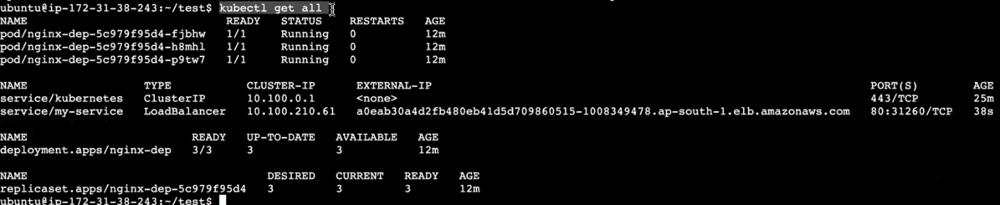 ubuntu@ip-172-31-38-243:~/test$ kubectl get all
NAME                           READY   STATUS    RESTARTS   AGE
pod/nginx-dep-5c979f95d4-fjbhw   1/1     Running   0          12m
pod/nginx-dep-5c979f95d4-h8mhl   1/1     Running   0          12m
pod/nginx-dep-5c979f95d4-p9tw7   1/1     Running   0          12m
NAME                 TYPE           CLUSTER-IP      EXTERNAL-IP                                                                PORT(S)        AGE
service/kubernetes   ClusterIP      10.100.0.1      <none>                                                                     443/TCP        25m
service/my-service   LoadBalancer   10.100.210.61   a0eab30a4d2fb480eb41d5d709860515-1008349478.ap-south-1.elb.amazonaws.com   80:31260/TCP   38s
NAME                        READY   UP-TO-DATE   AVAILABLE   AGE
deployment.apps/nginx-dep   3/3     3            3           12m
NAME                                   DESIRED   CURRENT   READY   AGE
replicaset.apps/nginx-dep-5c979f95d4   3         3         3       12m
ubuntu@ip-172-31-38-243:~/test$